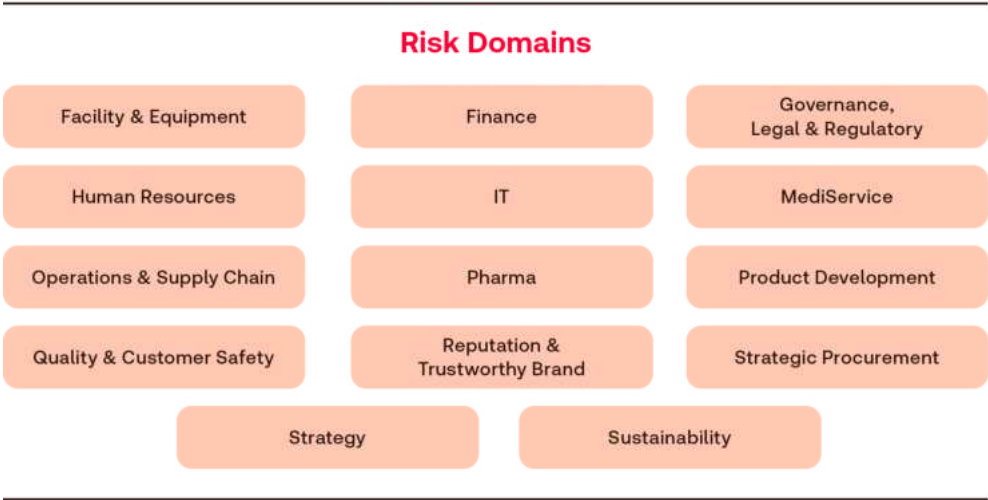 Risk Domains
Facility & Equipment
Finance
Governance,
Legal & Regulatory
Human Resources
IT
MediService
Operations & Supply Chain
Pharma
Product Development
Quality & Customer Safety
Reputation &
Trustworthy Brand
Strategic Procurement
Strategy
Sustainability